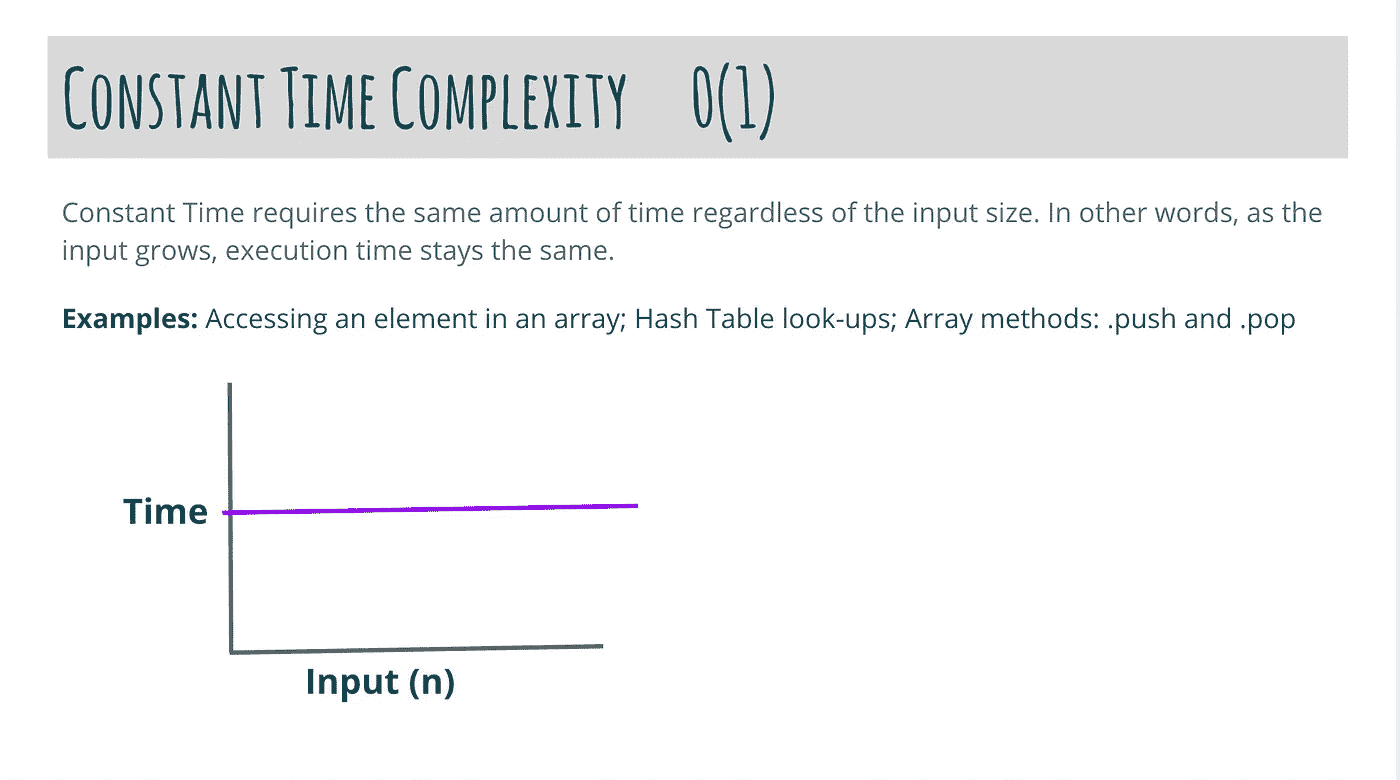 Constant Time Complexity O(1)
Constant Time requires the same amount of time regardless of the input size. In other words, as the
input grows, execution time stays the same.
Examples: Accessing an element in an array; Hash Table look-ups; Array methods: .push and .pop
Time
Input (n)